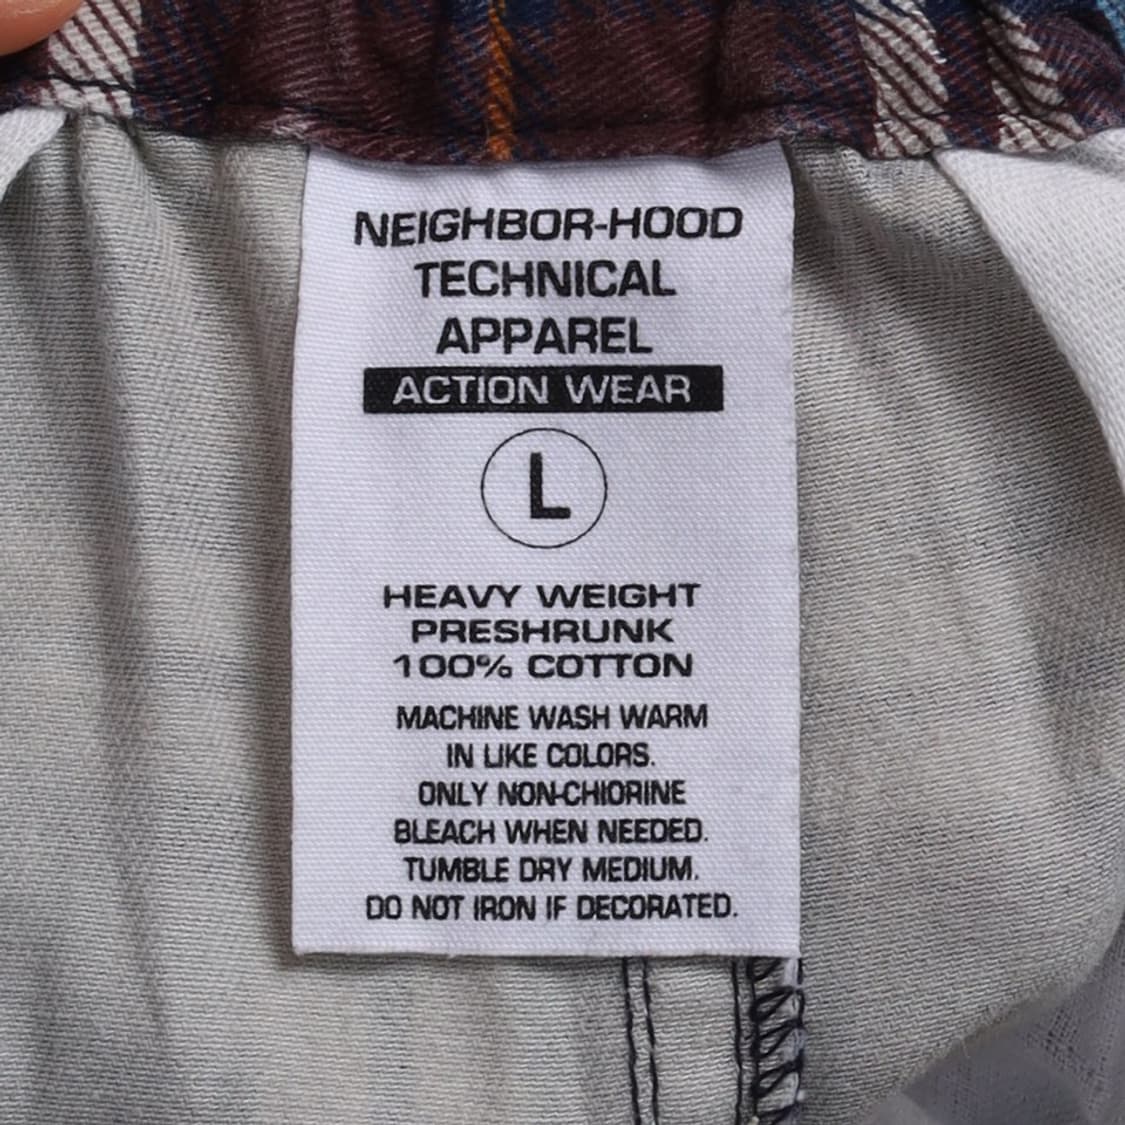 NEIGHBOR-HOOD
TECHNICAL
APPAREL
ACTION WEAR
L
HEAVY WEIGHT
PRESHRUNK
100% COTTON
MACHINE WASH WARM
IN LIKE COLORS.
ONLY NON-CHIORINE
BLEACH WHEN NEEDED.
TUMBLE DRY MEDIUM.
DO NOT IRON IF DECORATED.